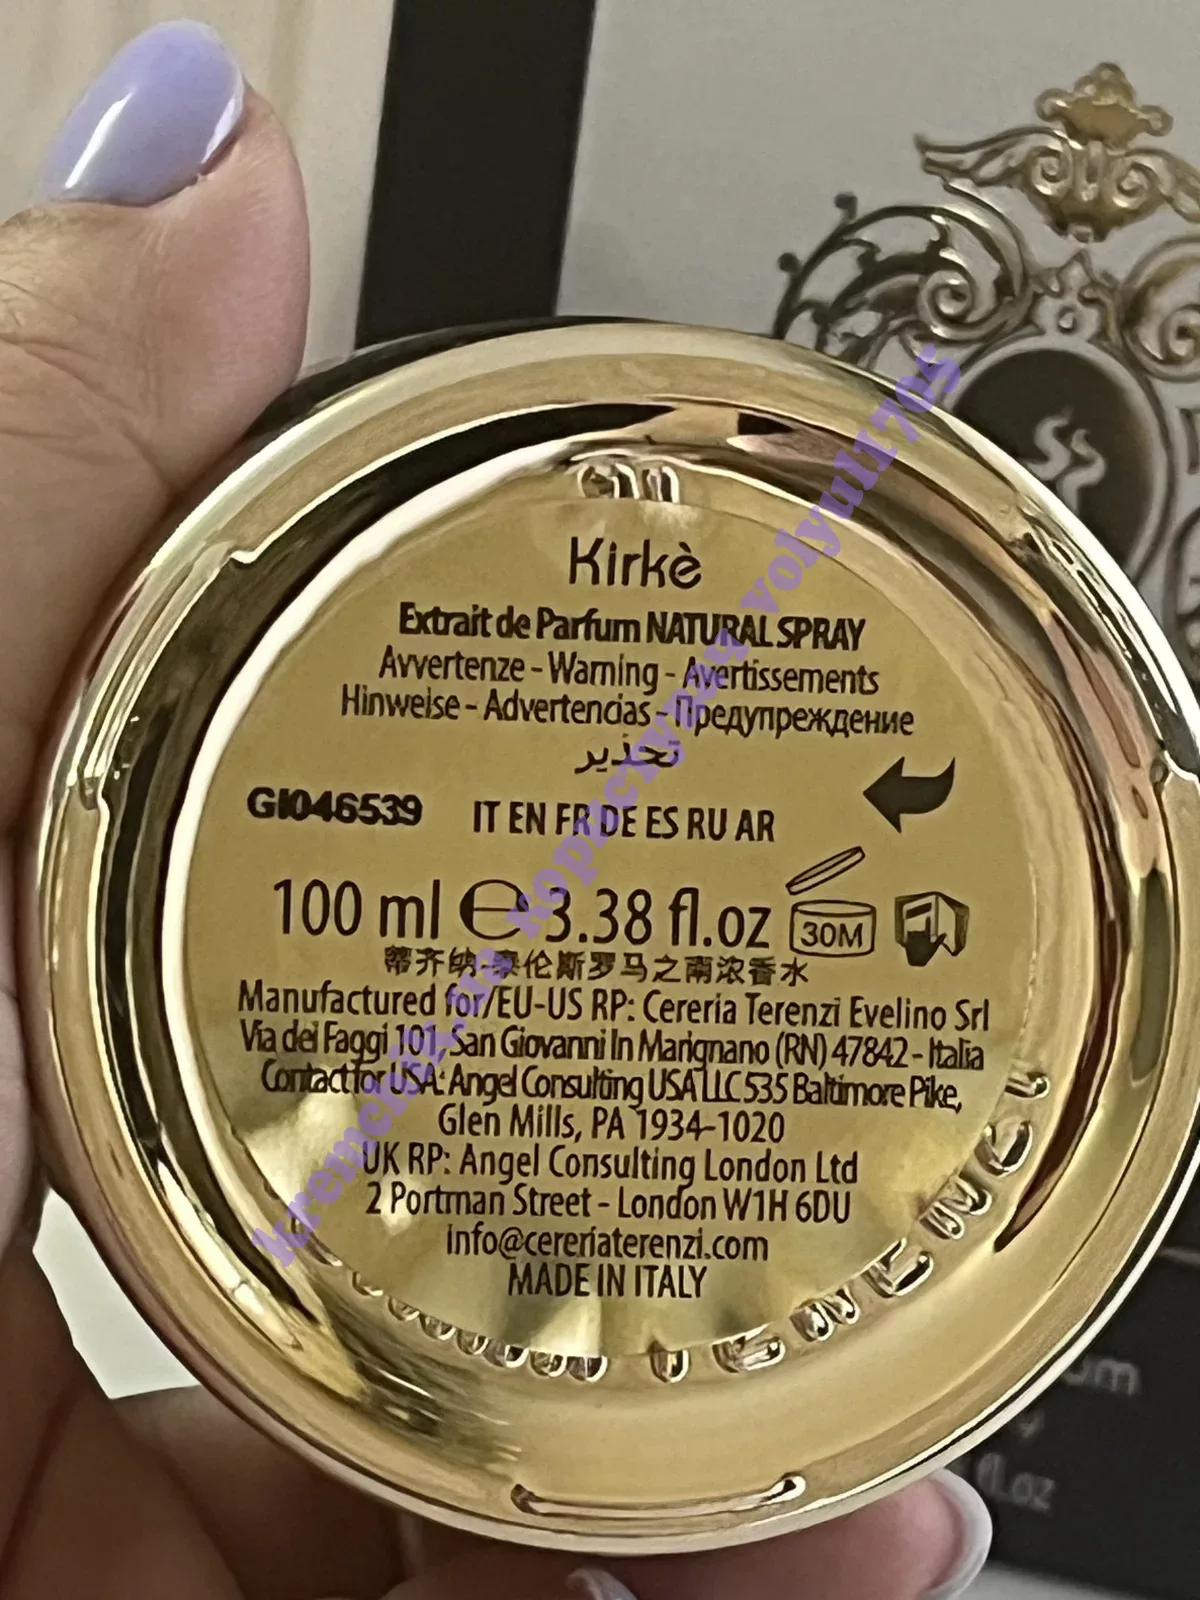 Kirkè
Extrait de Parfum NATURAL SPRAY
Avvertenze - Warning - Avertissements
Hinweise - Advertencias - Предупреждение
تحذير
GI046539
IT EN FR DE ES RU AR
100 ml ℮ 3.38 fl.oz
30M
蒂齐纳·泰伦斯罗马之南浓香水
Manufactured for/EU-US RP: Cereria Terenzi Evelino Srl
Via dei Faggi 101, San Giovanni In Marignano (RN) 47842 - Italia
Contact for USA: Angel Consulting USA LLC 535 Baltimore Pike,
Glen Mills, PA 1934-1020
UK RP: Angel Consulting London Ltd
2 Portman Street - London W1H 6DU
info@cereriaterenzi.com
MADE IN ITALY
fl.oz